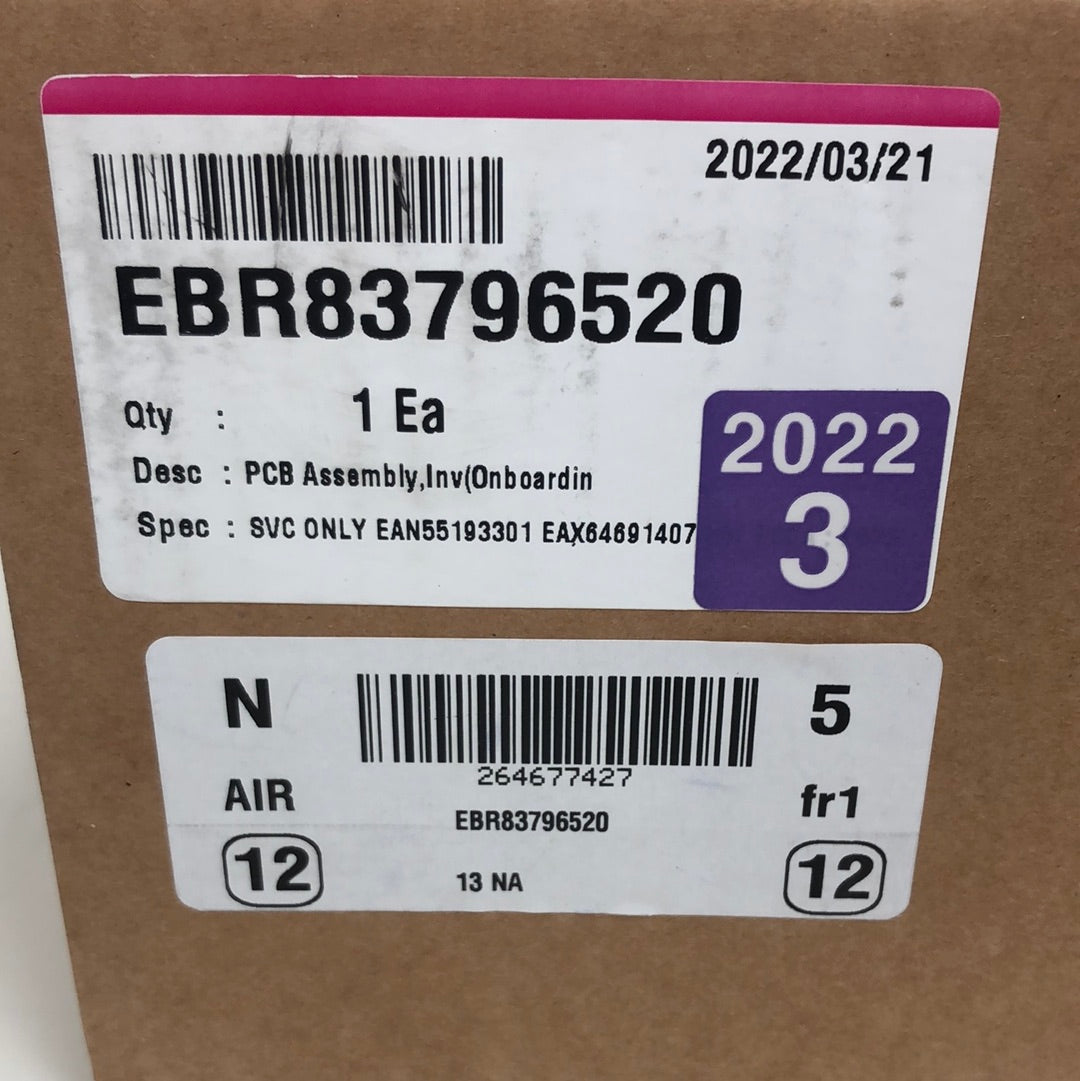 2022/03/21
EBR83796520
Qty : 1 Ea
Desc : PCB Assembly,Inv(Onboardin
Spec : SVC ONLY EAN55193301 EAX64691407
2022
3
N
5
264677427
AIR
EBR83796520
fr1
12
13 NA
12